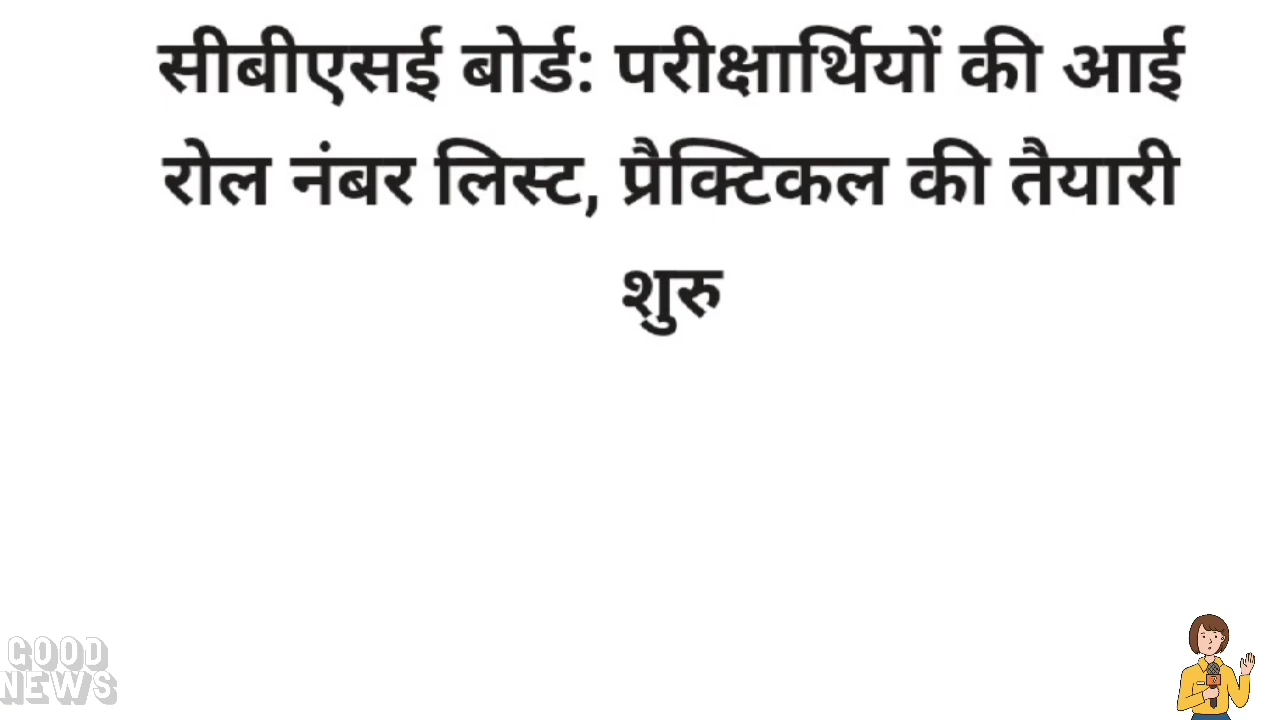 सीबीएसई बोर्ड: परीक्षार्थियों की आई
रोल नंबर लिस्ट, प्रैक्टिकल की तैयारी
शुरु
GOOD
NEWS